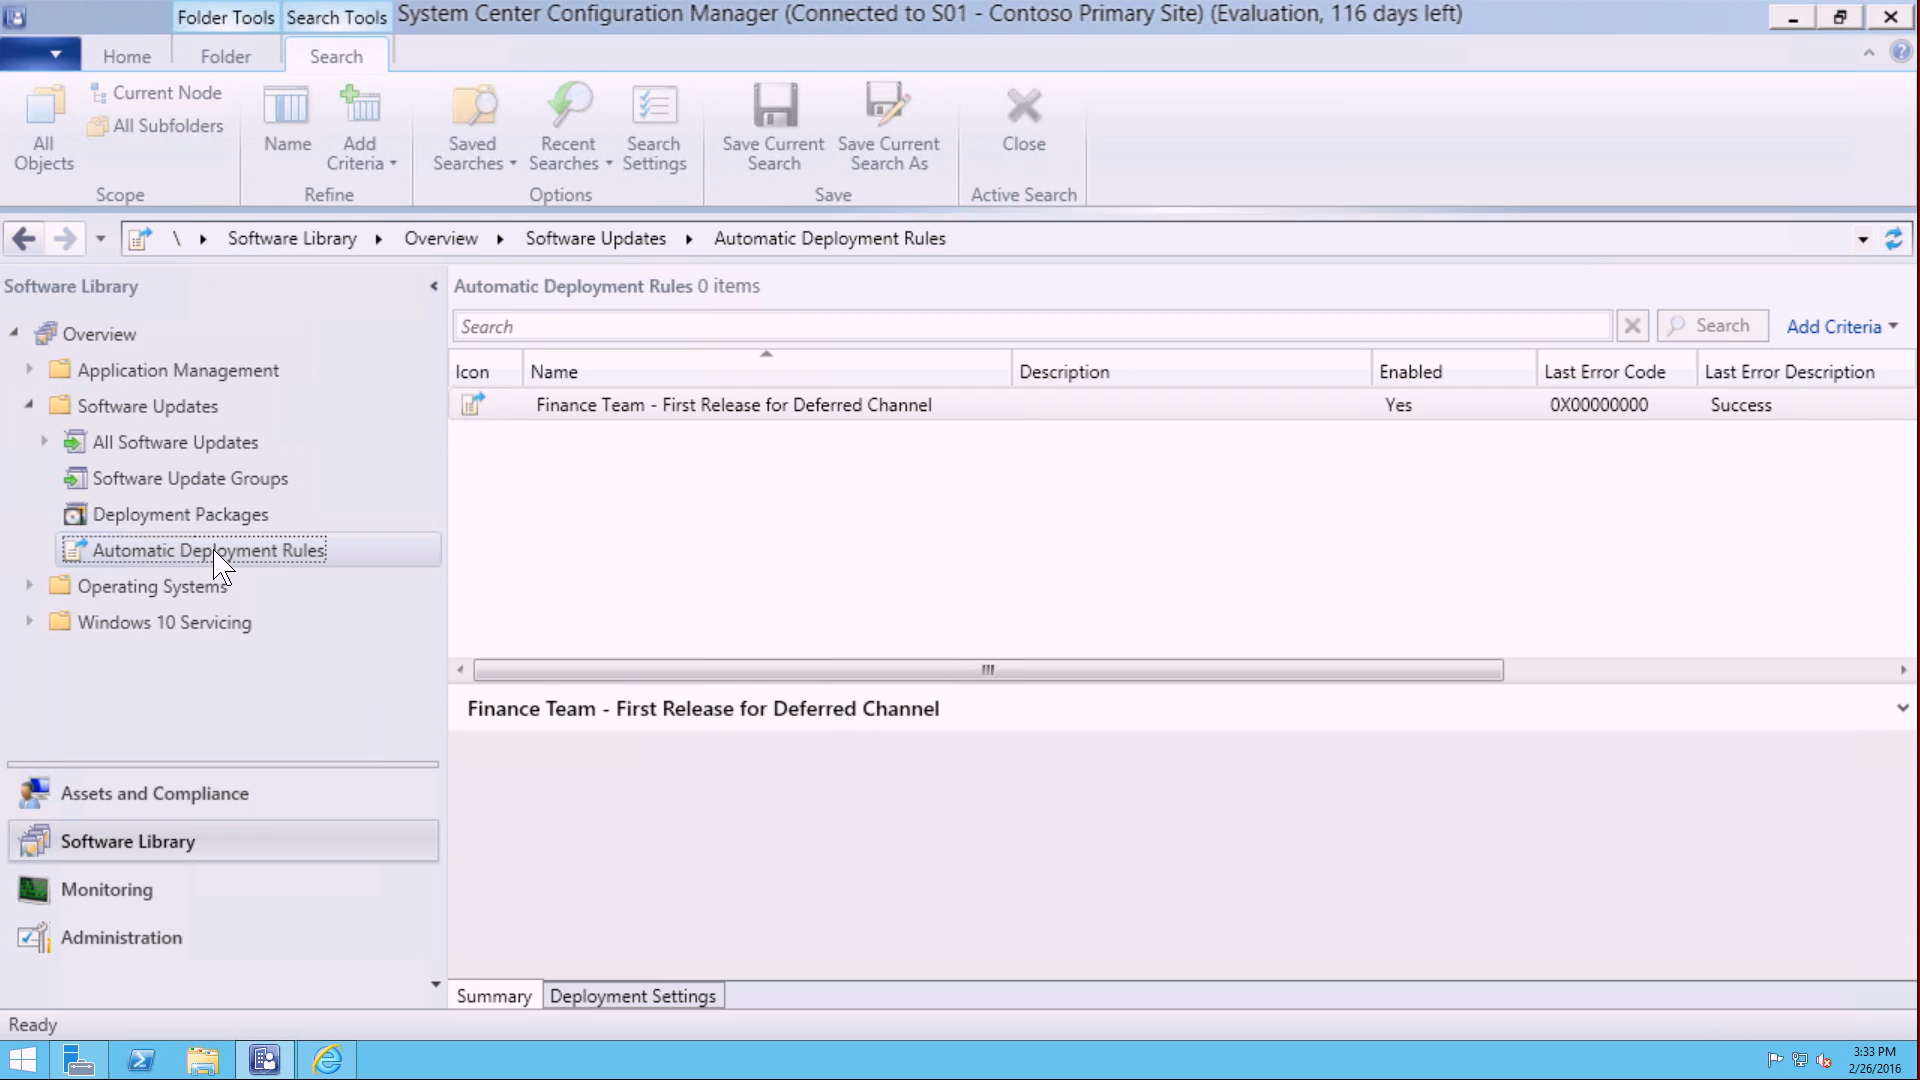 Folder Tools
Search Tools
System Center Configuration Manager (Connected to S01 - Contoso Primary Site) (Evaluation, 116 days left)
Home
Folder
Search
All Objects
Current Node
All Subfolders
Scope
Name
Add Criteria
Refine
Saved Searches
Recent Searches
Search Settings
Options
Save Current Search
Save Current Search As
Save
Close
Active Search
\ Software Library Overview Software Updates Automatic Deployment Rules
Software Library
Overview
Application Management
Software Updates
All Software Updates
Software Update Groups
Deployment Packages
Automatic Deployment Rules
Operating Systems
Windows 10 Servicing
Assets and Compliance
Software Library
Monitoring
Administration
Automatic Deployment Rules 0 items
Search
Search
Add Criteria
Icon Name Description Enabled Last Error Code Last Error Description
Finance Team - First Release for Deferred Channel Yes 0X00000000 Success
Finance Team - First Release for Deferred Channel
Summary
Deployment Settings
Ready
3:33 PM
2/26/2016